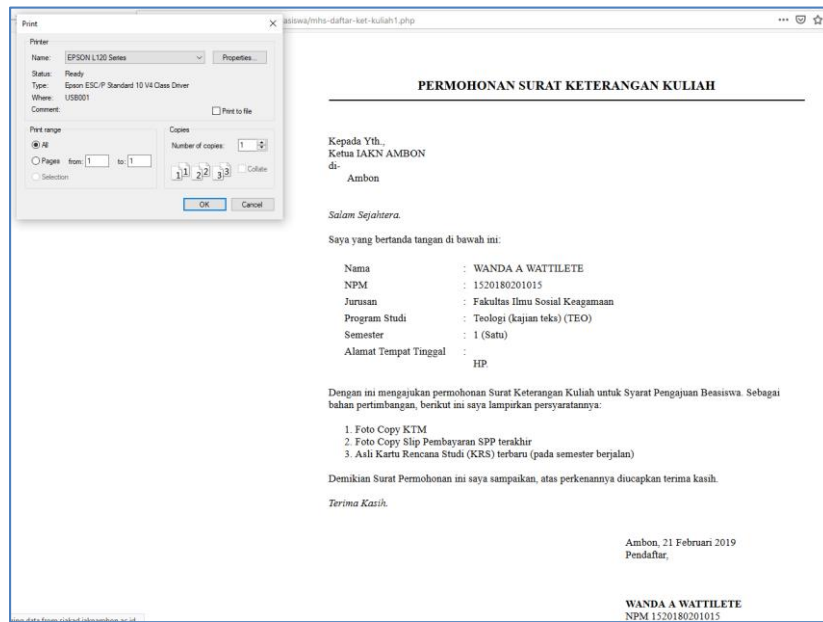 Print
Printer
Name: EPSON L120 Series Properties...
Status: Ready
Type: Epson ESC/P Standard 10 V4 Class Driver
Where: USB001
Comment: Print to file
Print range
All
Pages from: 1 to: 1
Selection
Copies
Number of copies: 1
1 1 2 2 3 3 Collate
OK Cancel
asiswa/mhs-daftar-ket-kuliah1.php
PERMOHONAN SURAT KETERANGAN KULIAH
Kepada Yth.,
Ketua IAKN AMBON
di-
Ambon
Salam Sejahtera.
Saya yang bertanda tangan di bawah ini:
Nama : WANDA A WATTILETE
NPM : 1520180201015
Jurusan : Fakultas Ilmu Sosial Keagamaan
Program Studi : Teologi (kajian teks) (TEO)
Semester : 1 (Satu)
Alamat Tempat Tinggal :
HP.
Dengan ini mengajukan permohonan Surat Keterangan Kuliah untuk Syarat Pengajuan Beasiswa. Sebagai
bahan pertimbangan, berikut ini saya lampirkan persyaratannya:
1. Foto Copy KTM
2. Foto Copy Slip Pembayaran SPP terakhir
3. Asli Kartu Rencana Studi (KRS) terbaru (pada semester berjalan)
Demikian Surat Permohonan ini saya sampaikan, atas perkenannya diucapkan terima kasih.
Terima Kasih.
Ambon, 21 Februari 2019
Pendaftar,
WANDA A WATTILETE
NPM 1520180201015